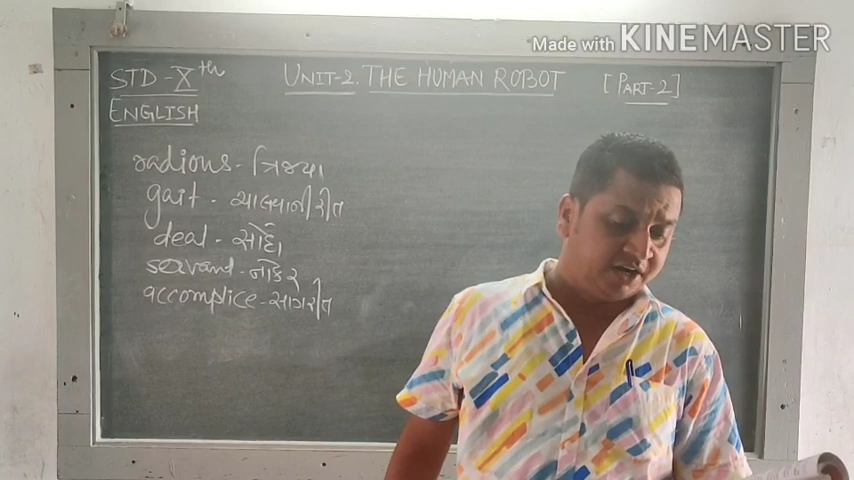 Made with KINEMASTER
STD-Xth UNIT-2. THE HUMAN ROBOT [PART-2]
ENGLISH
radious - ત્રિજ્યા
gait - ચાલવાની રીત
deal - સોદો
servand - નોકર
accomplice - સાગરીત